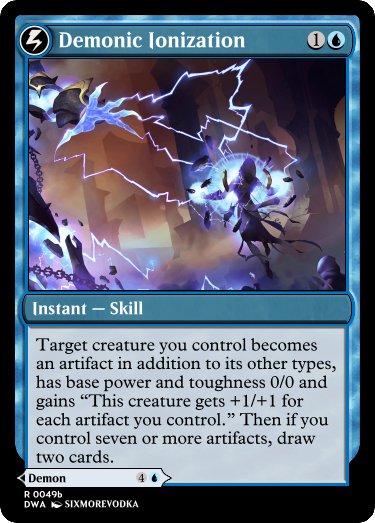 Demonic Ionization 1
Instant — Skill
Target creature you control becomes
an artifact in addition to its other types,
has base power and toughness 0/0 and
gains “This creature gets +1/+1 for
each artifact you control.” Then if you
control seven or more artifacts, draw
two cards.
Demon 4
R 0049b
DWA SIXMOREVODKA